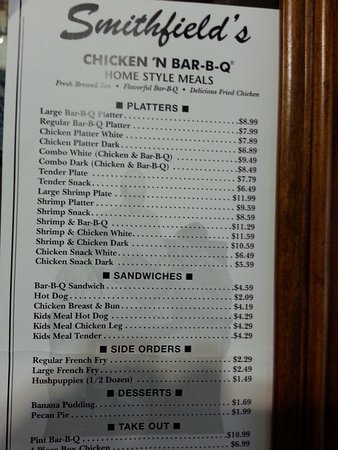 Smithfield's
CHICKEN 'N BAR-B-Q®
HOME STYLE MEALS
Fresh Brewed Tea • Flavorful Bar-B-Q • Delicious Fried Chicken
■ PLATTERS ■
Large Bar-B-Q Platter $8.99
Regular Bar-B-Q Platter $7.99
Chicken Platter White $7.89
Chicken Platter Dark $6.89
Combo White (Chicken & Bar-B-Q) $9.49
Combo Dark (Chicken & Bar-B-Q) $8.49
Tender Plate $7.79
Tender Snack $6.49
Large Shrimp Plate $11.99
Shrimp Platter $9.59
Shrimp Snack $8.59
Shrimp & Bar-B-Q $11.29
Shrimp & Chicken White $11.59
Shrimp & Chicken Dark $10.59
Chicken Snack White $6.49
Chicken Snack Dark $5.39
■ SANDWICHES ■
Bar-B-Q Sandwich $4.59
Hot Dog $2.09
Chicken Breast & Bun $4.19
Kids Meal Hot Dog $4.29
Kids Meal Chicken Leg $4.29
Kids Meal Tender $4.29
■ SIDE ORDERS ■
Regular French Fry $2.29
Large French Fry $2.49
Hushpuppies (1/2 Dozen) $1.49
■ DESSERTS ■
Banana Pudding $1.69
Pecan Pie $1.99
■ TAKE OUT ■
Pint Bar-B-Q $10.99
Box Chicken